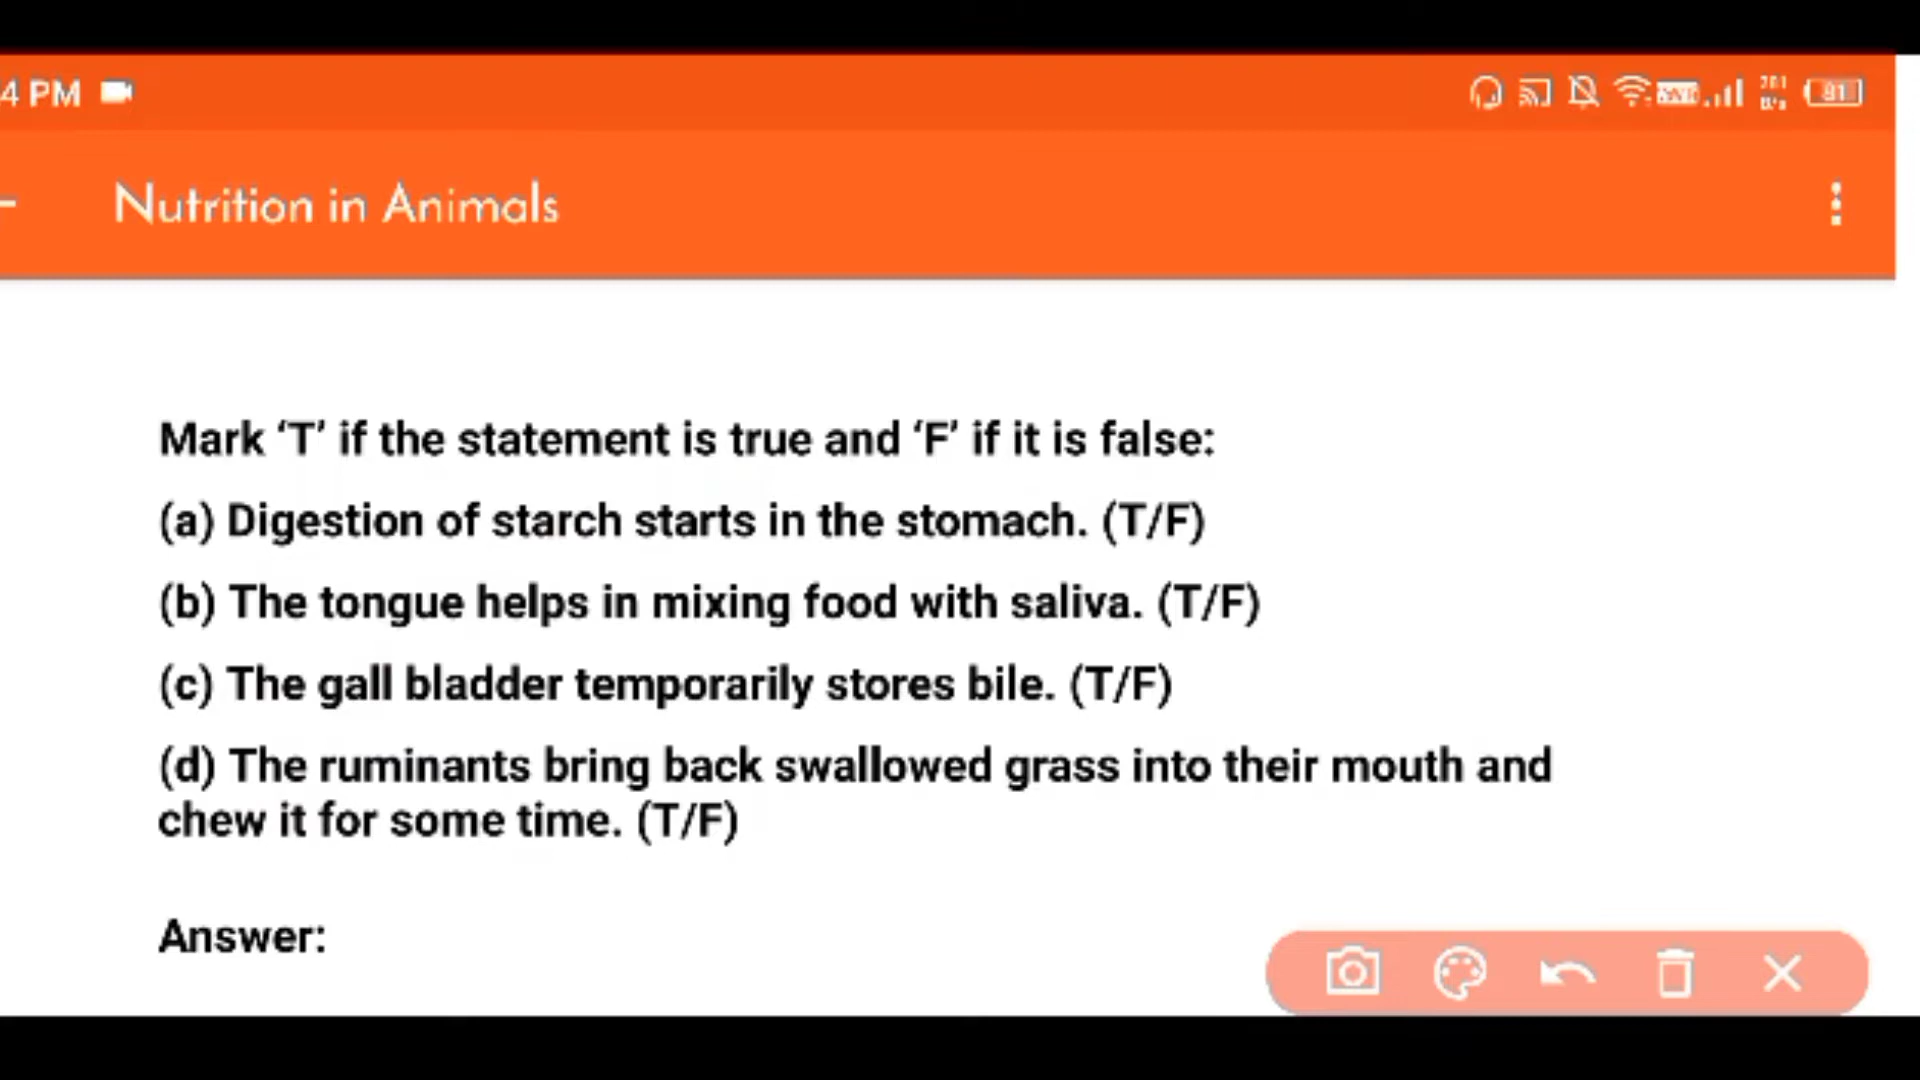 4 PM
81
Nutrition in Animals
Mark ‘T’ if the statement is true and ‘F’ if it is false:
(a) Digestion of starch starts in the stomach. (T/F)
(b) The tongue helps in mixing food with saliva. (T/F)
(c) The gall bladder temporarily stores bile. (T/F)
(d) The ruminants bring back swallowed grass into their mouth and
chew it for some time. (T/F)
Answer: